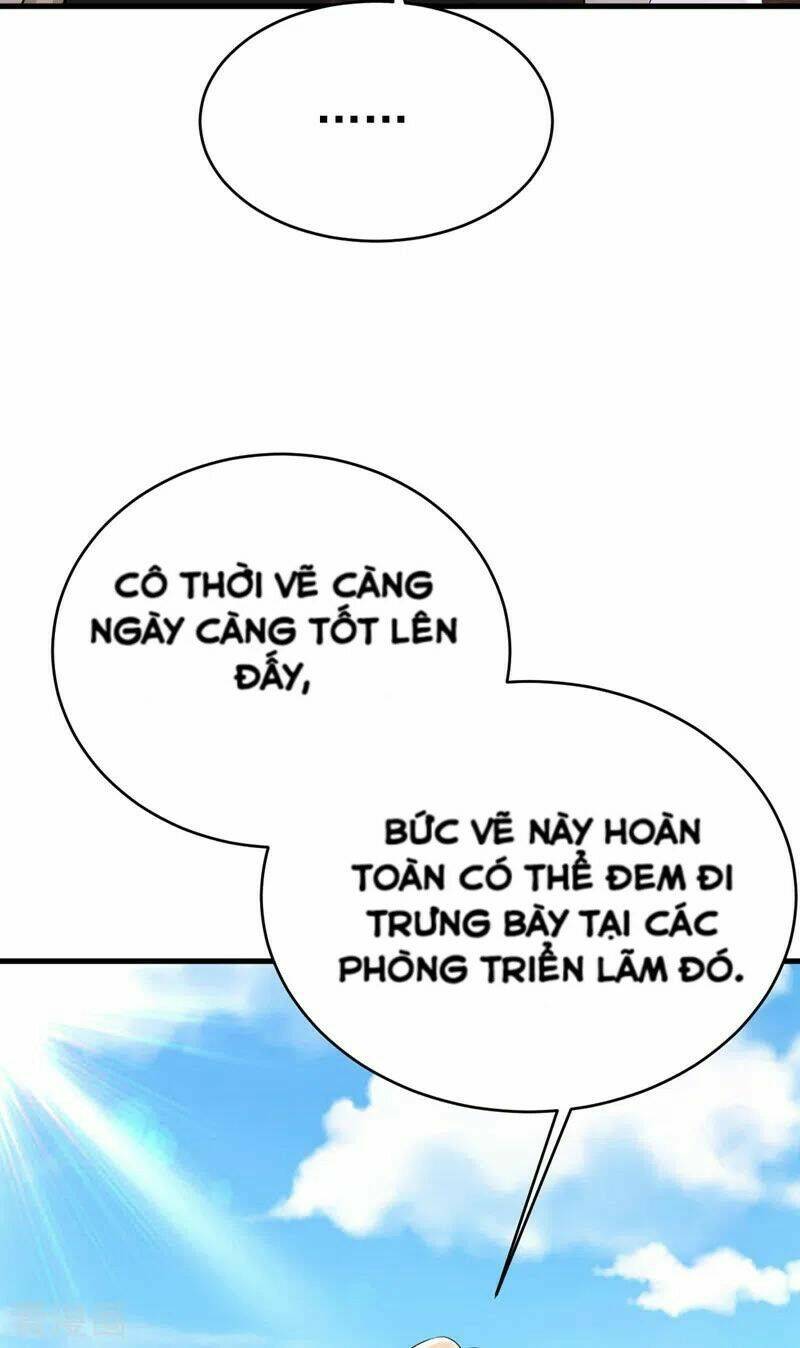 ......
CÔ THỜI VẼ CÀNG
NGÀY CÀNG TỐT LÊN
ĐẤY,
BỨC VẼ NÀY HOÀN
TOÀN CÓ THỂ ĐEM ĐI
TRƯNG BÀY TẠI CÁC
PHÒNG TRIỂN LÃM ĐÓ.